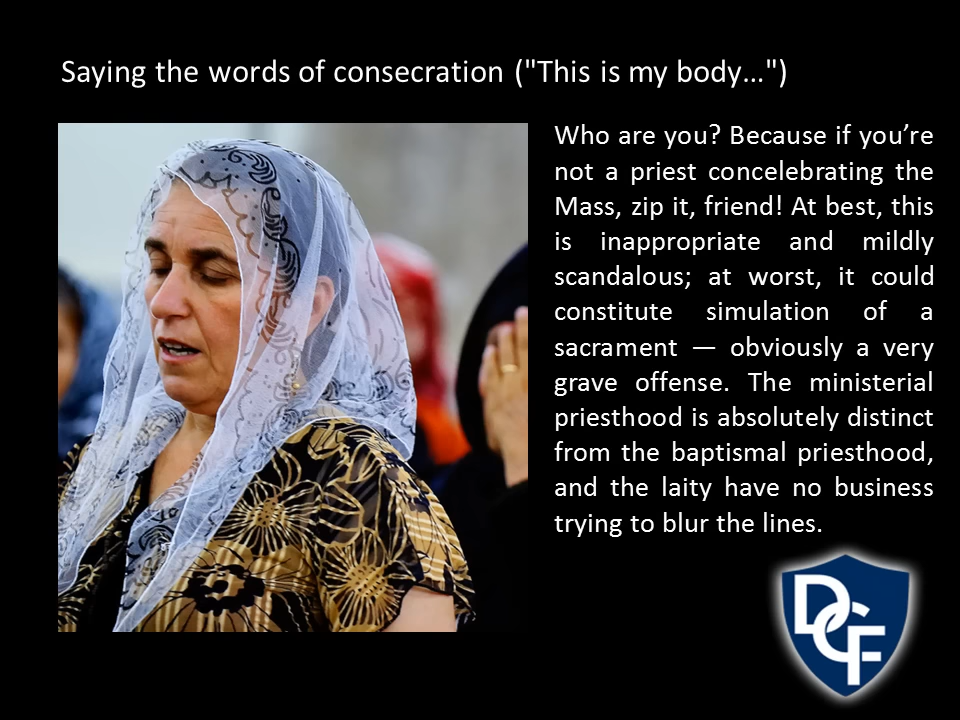 Saying the words of consecration ("This is my body…")
Who are you? Because if you’re
not a priest concelebrating the
Mass, zip it, friend! At best, this
is inappropriate and mildly
scandalous; at worst, it could
constitute simulation of a
sacrament — obviously a very
grave offense. The ministerial
priesthood is absolutely distinct
from the baptismal priesthood,
and the laity have no business
trying to blur the lines.
DCF